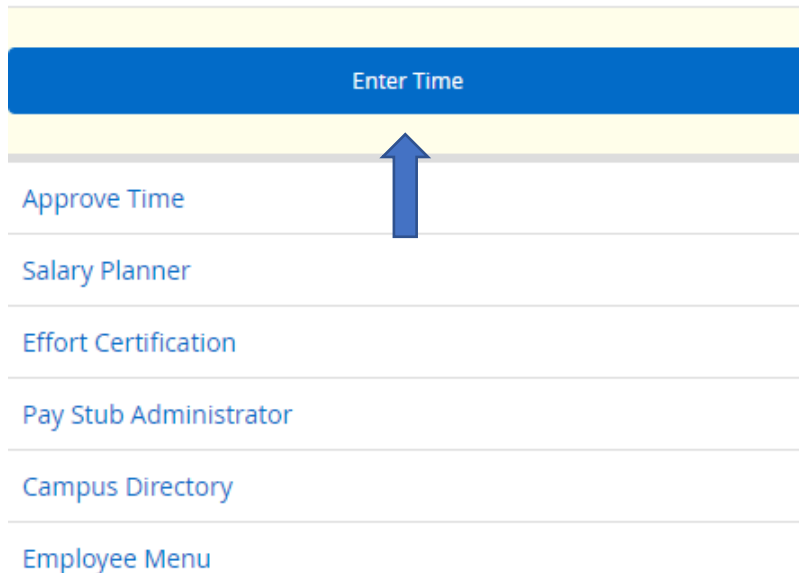 Enter Time
Approve Time
Salary Planner
Effort Certification
Pay Stub Administrator
Campus Directory
Employee Menu